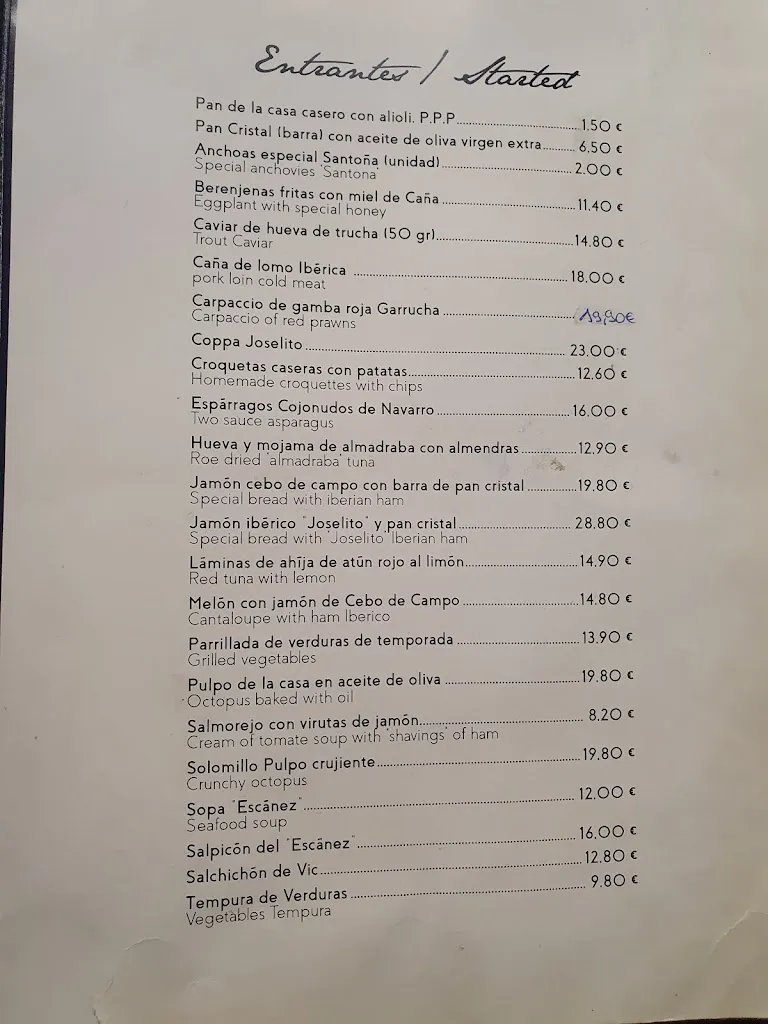 Entrantes / Started
Pan de la casa casero con alioli. P.P.P. 1.50 €
Pan Cristal (barra) con aceite de oliva virgen extra 6.50 €
Anchoas especial Santoña (unidad) 2.00 €
Special anchovies "Santona"
Berenjenas fritas con miel de Caña 11.40 €
Eggplant with special honey
Caviar de hueva de trucha (50 gr) 14.80 €
Trout Caviar
Caña de lomo Ibérica 18.00 €
pork loin cold meat
Carpaccio de gamba roja Garrucha 19,90€
Carpaccio of red prawns
Coppa Joselito 23.00 €
Croquetas caseras con patatas 12.60 €
Homemade croquettes with chips
Espárragos Cojonudos de Navarro 16.00 €
Two sauce asparagus
Hueva y mojama de almadraba con almendras 12.90 €
Roe dried "almadraba" tuna
Jamón cebo de campo con barra de pan cristal 19.80 €
Special bread with iberian ham
Jamón ibérico "Joselito" y pan cristal 28.80 €
Special bread with "Joselito" Iberian ham
Láminas de ahija de atún rojo al limón 14.90 €
Red tuna with lemon
Melón con jamón de Cebo de Campo 14.80 €
Cantaloupe with ham Iberico
Parrillada de verduras de temporada 13.90 €
Grilled vegetables
Pulpo de la casa en aceite de oliva 19.80 €
Octopus baked with oil
Salmorejo con virutas de jamón 8.20 €
Cream of tomate soup with "shavings" of ham
Solomillo Pulpo crujiente 19.80 €
Crunchy octopus
Sopa "Escánez" 12.00 €
Seafood soup
Salpicón del "Escánez" 16.00 €
Salchichón de Vic 12.80 €
Tempura de Verduras 9.80 €
Vegetables Tempura